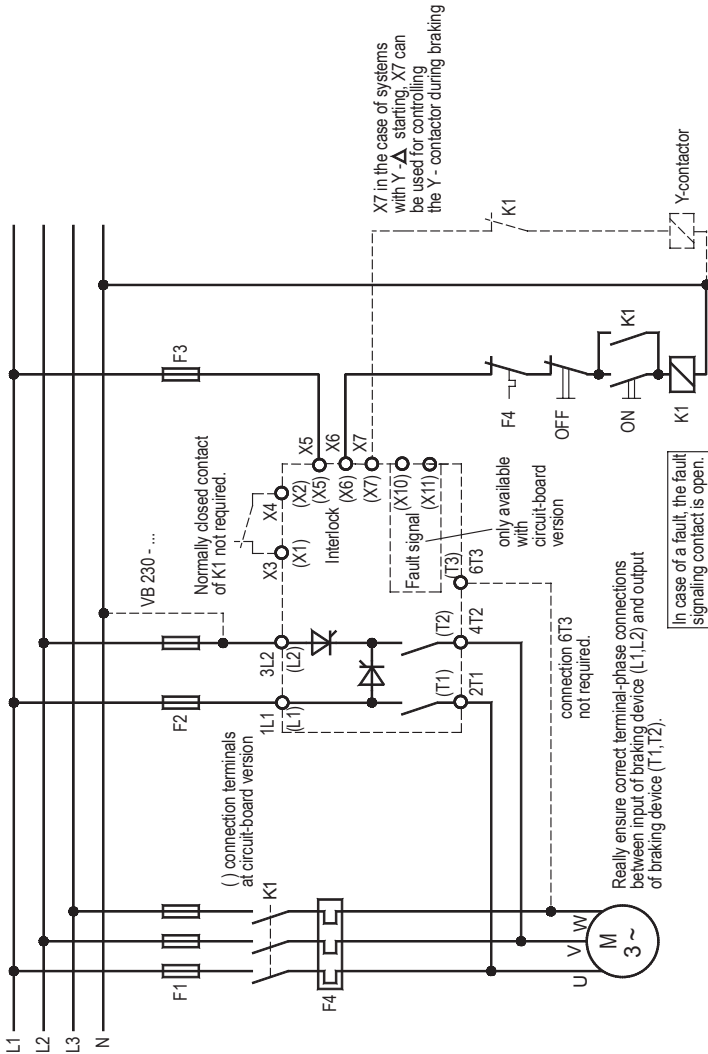 L1
L2
L3
N
F1
F2
F3
VB 230 - ...
Normally closed contact
of K1 not required.
( ) connection terminals
at circuit-board version
K1
F4
1L1
(L1)
3L2
(L2)
X3
(X1)
X4
(X2)
X5
(X5)
X6
(X6)
X7
(X7)
(X10)
(X11)
Interlock
Fault signal
only available
with
circuit-board
version
(T1)
2T1
(T2)
4T2
(T3)
6T3
connection 6T3
not required.
U
V
W
M
3 ~
Really ensure correct terminal-phase connections
between input of braking device (L1,L2) and output
of braking device (T1,T2).
X7 in the case of systems
with Y -Δ starting, X7 can
be used for controlling
the Y - contactor during braking
F4
OFF
ON
K1
K1
K1
Y-contactor
In case of a fault, the fault
signaling contact is open.